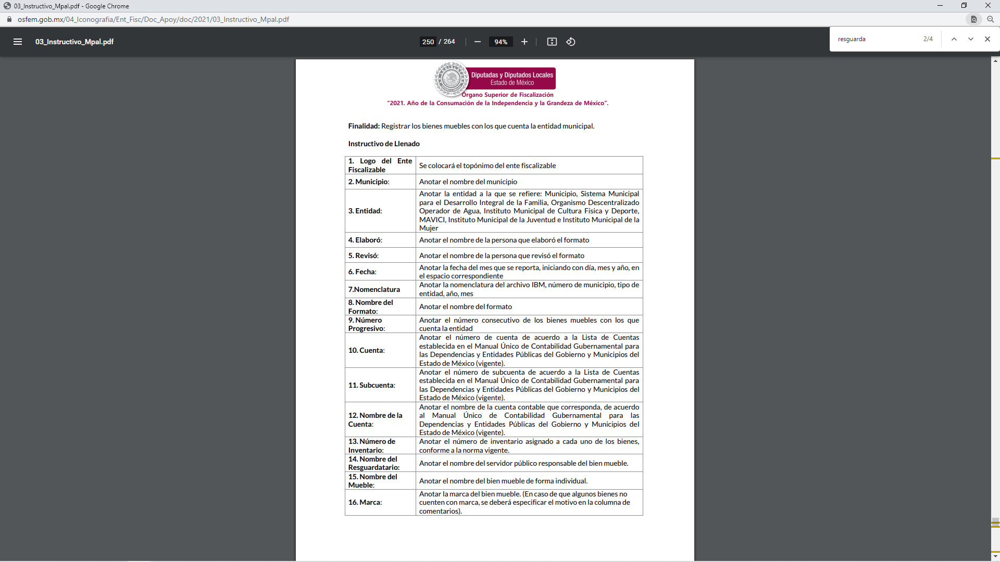 03_Instructivo_Mpal.pdf - Google Chrome
osfem.gob.mx/04_Iconografia/Ent_Fisc/Doc_Apoy/doc/2021/03_Instructivo_Mpal.pdf
03_Instructivo_Mpal.pdf
250 / 264
94%
resguarda
2/4
Diputadas y Diputados Locales
Estado de México
Órgano Superior de Fiscalización
"2021. Año de la Consumación de la Independencia y la Grandeza de México".
Finalidad: Registrar los bienes muebles con los que cuenta la entidad municipal.
Instructivo de Llenado
1. Logo del Ente
Fiscalizable
Se colocará el topónimo del ente fiscalizable
2. Municipio:
Anotar el nombre del municipio
3. Entidad:
Anotar la entidad a la que se refiere: Municipio, Sistema Municipal
para el Desarrollo Integral de la Familia, Organismo Descentralizado
Operador de Agua, Instituto Municipal de Cultura Física y Deporte,
MAVICI, Instituto Municipal de la Juventud e Instituto Municipal de la
Mujer
4. Elaboró:
Anotar el nombre de la persona que elaboró el formato
5. Revisó:
Anotar el nombre de la persona que revisó el formato
6. Fecha:
Anotar la fecha del mes que se reporta, iniciando con día, mes y año, en
el espacio correspondiente
7.Nomenclatura
Anotar la nomenclatura del archivo IBM, número de municipio, tipo de
entidad, año, mes
8. Nombre del
Formato:
Anotar el nombre del formato
9. Número
Progresivo:
Anotar el número consecutivo de los bienes muebles con los que
cuenta la entidad
10. Cuenta:
Anotar el número de cuenta de acuerdo a la Lista de Cuentas
establecida en el Manual Único de Contabilidad Gubernamental para
las Dependencias y Entidades Públicas del Gobierno y Municipios del
Estado de México (vigente).
11. Subcuenta:
Anotar el número de subcuenta de acuerdo a la Lista de Cuentas
establecida en el Manual Único de Contabilidad Gubernamental para
las Dependencias y Entidades Públicas del Gobierno y Municipios del
Estado de México (vigente).
12. Nombre de la
Cuenta:
Anotar el nombre de la cuenta contable que corresponda, de acuerdo
al Manual Único de Contabilidad Gubernamental para las
Dependencias y Entidades Públicas del Gobierno y Municipios del
Estado de México (vigente).
13. Número de
Inventario:
Anotar el número de inventario asignado a cada uno de los bienes,
conforme a la norma vigente.
14. Nombre del
Resguardatario:
Anotar el nombre del servidor público responsable del bien mueble.
15. Nombre del
Mueble:
Anotar el nombre del bien mueble de forma individual.
16. Marca:
Anotar la marca del bien mueble. (En caso de que algunos bienes no
cuenten con marca, se deberá especificar el motivo en la columna de
comentarios).